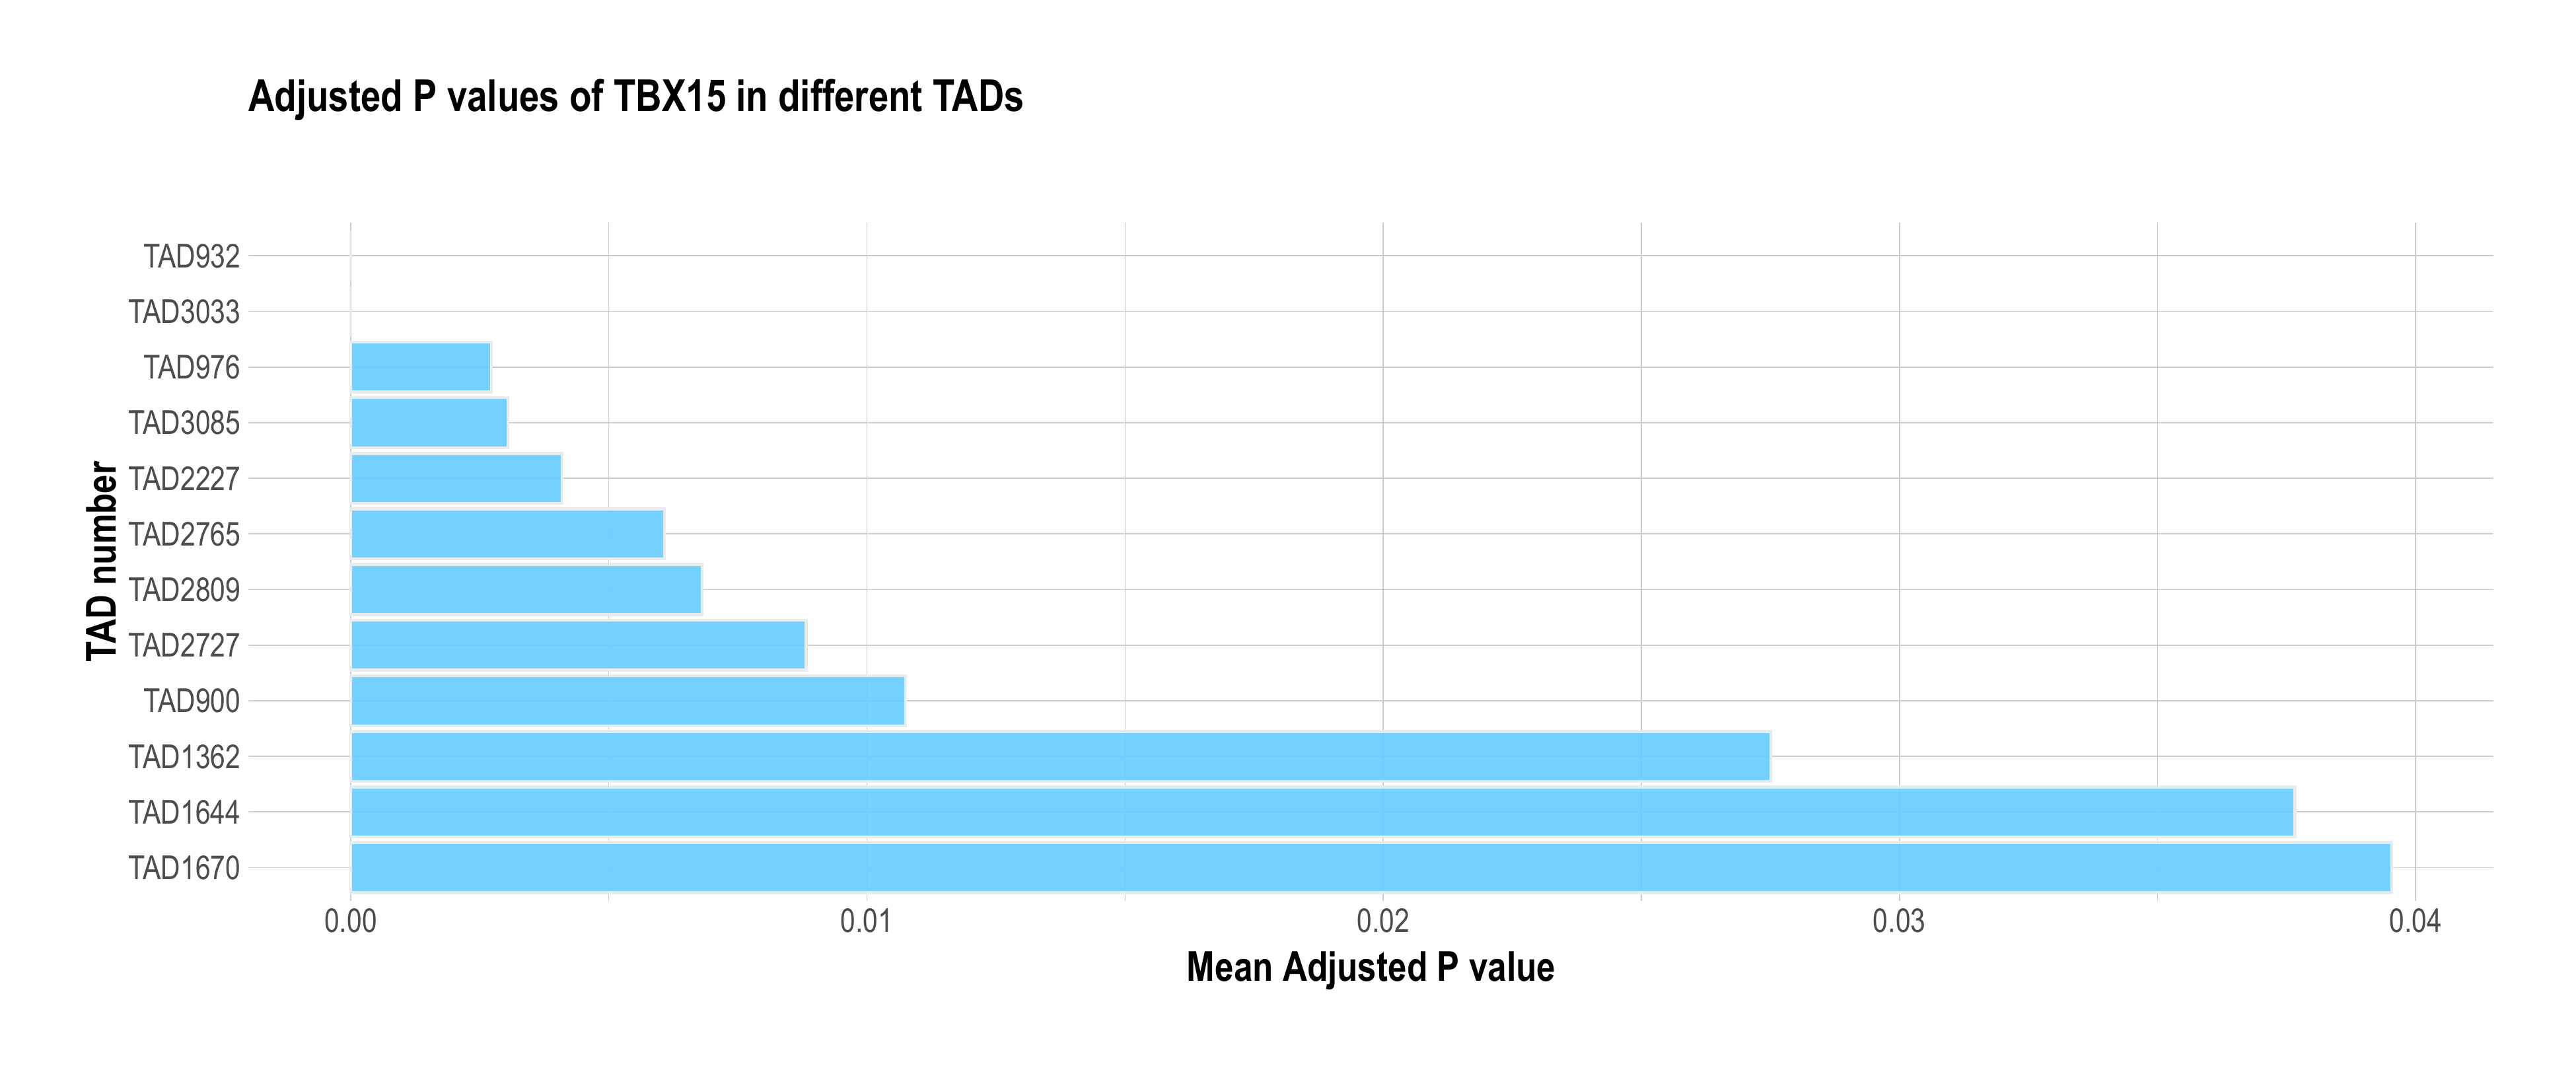 Adjusted P values of TBX15 in different TADs
TAD number
TAD932
TAD3033
TAD976
TAD3085
TAD2227
TAD2765
TAD2809
TAD2727
TAD900
TAD1362
TAD1644
TAD1670
0.00 0.01 0.02 0.03 0.04
Mean Adjusted P value